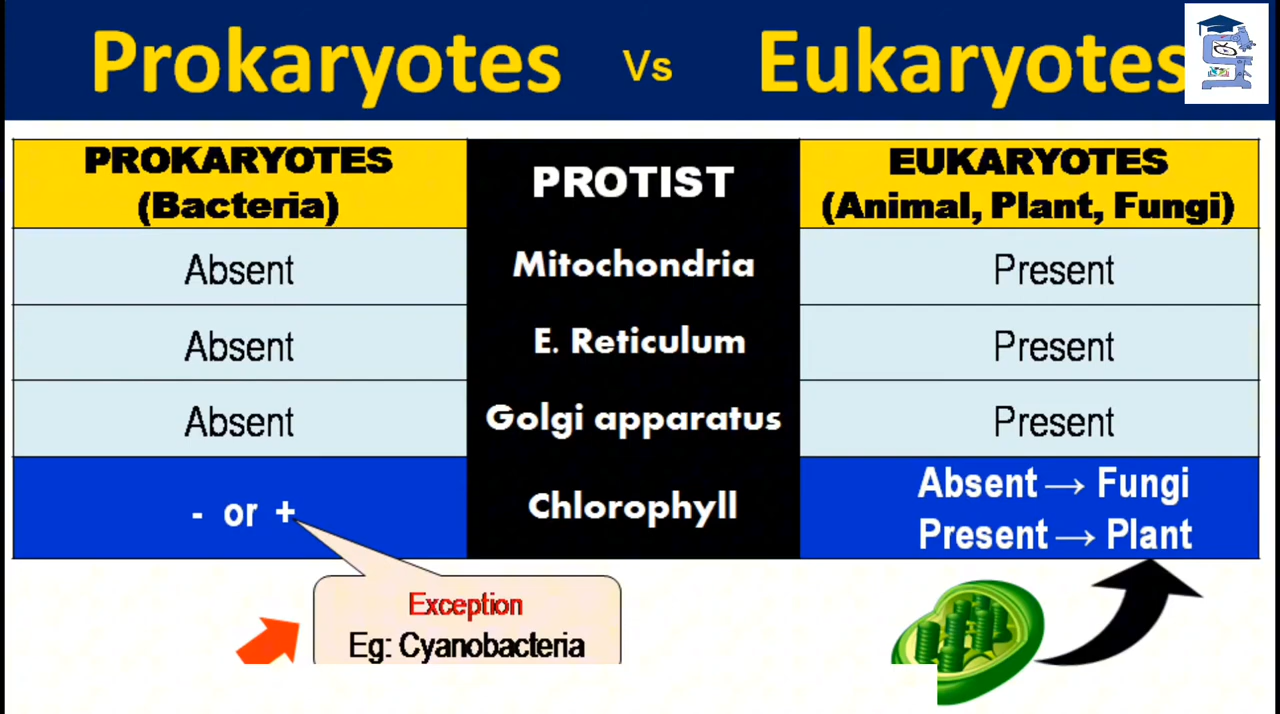 Prokaryotes Vs Eukaryotes
PROKARYOTES
(Bacteria)
PROTIST
EUKARYOTES
(Animal, Plant, Fungi)
Absent
Mitochondria
Present
Absent
E. Reticulum
Present
Absent
Golgi apparatus
Present
- or +
Chlorophyll
Absent → Fungi
Present → Plant
Exception
Eg: Cyanobacteria